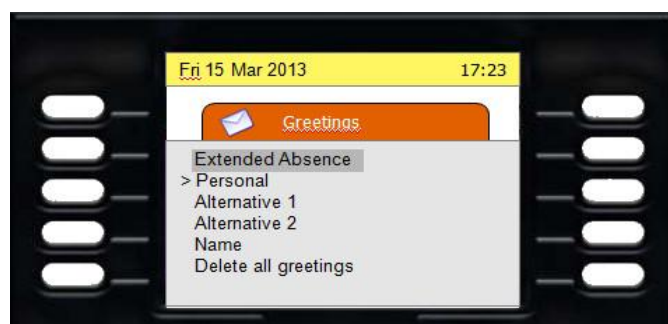 Fri 15 Mar 2013 17:23
Greetings
Extended Absence
> Personal
Alternative 1
Alternative 2
Name
Delete all greetings